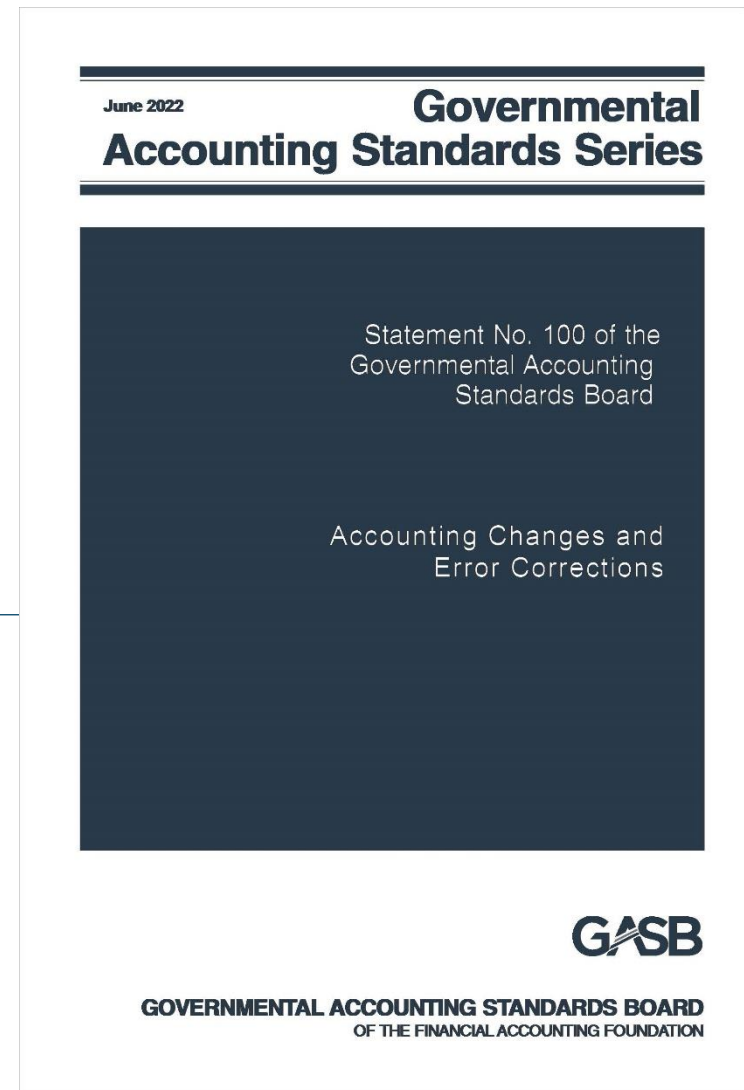 June 2022
Governmental
Accounting Standards Series
Statement No. 100 of the
Governmental Accounting
Standards Board
Accounting Changes and
Error Corrections
GASB
GOVERNMENTAL ACCOUNTING STANDARDS BOARD
OF THE FINANCIAL ACCOUNTING FOUNDATION